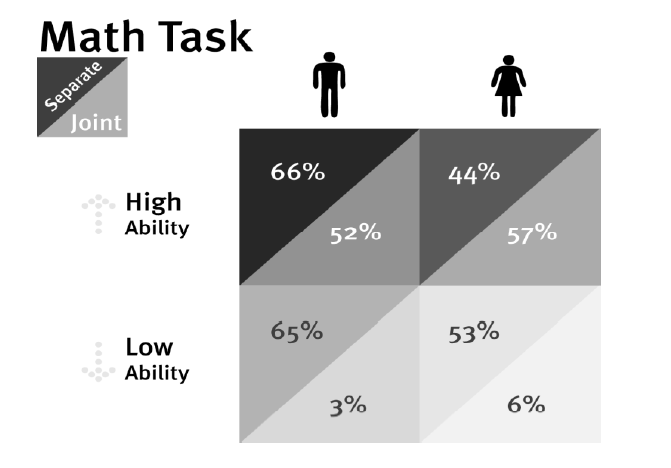 Math Task
Separate
Joint
High
Ability
66%
44%
52%
57%
Low
Ability
65%
53%
3%
6%